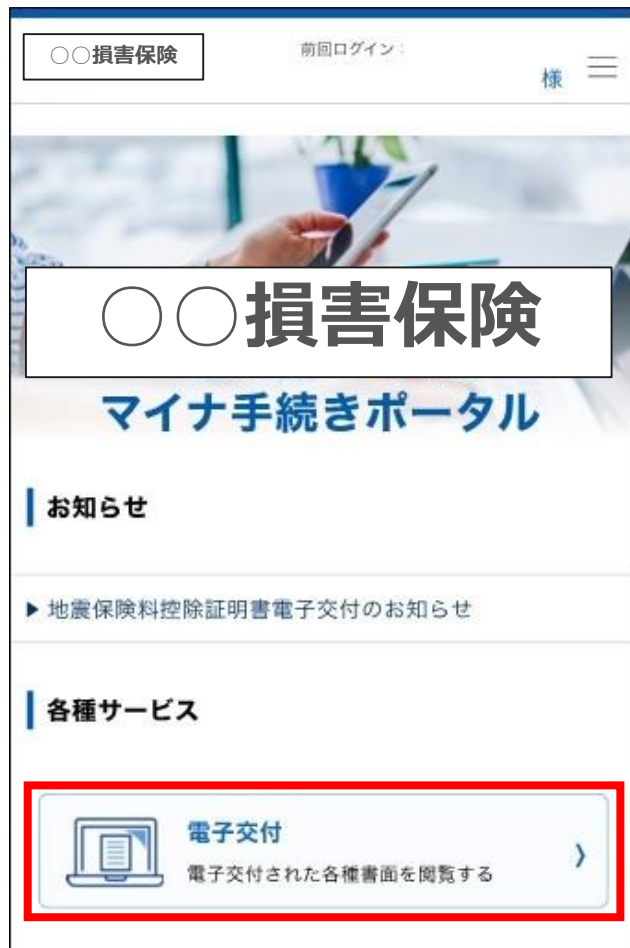 ○○損害保険
前回ログイン：
様
○○損害保険
マイナ手続きポータル
お知らせ
▶ 地震保険料控除証明書電子交付のお知らせ
各種サービス
電子交付
電子交付された各種書面を閲覧する